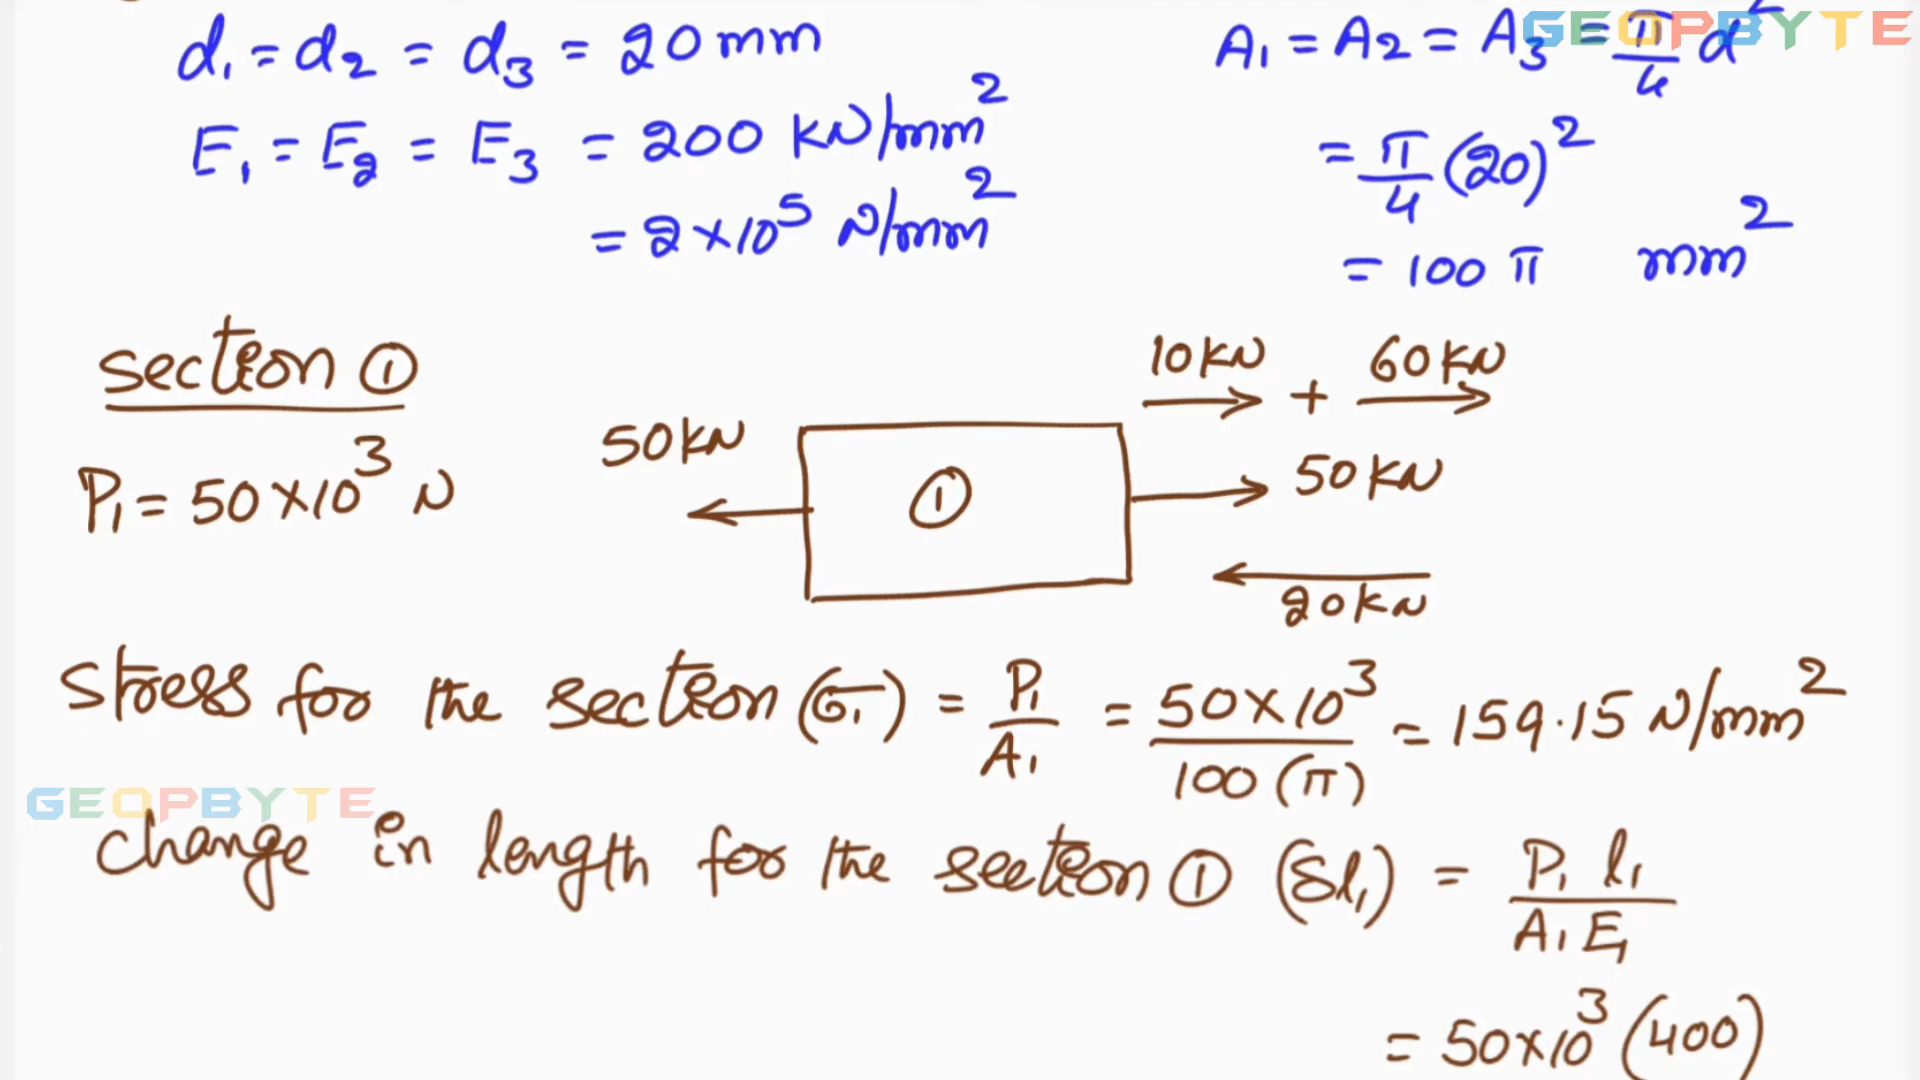 d₁ = d₂ = d₃ = 20 mm
E₁ = E₂ = E₃ = 200 kN/mm²
= 2 × 10⁵ N/mm²
GEOPBYTE
A₁ = A₂ = A₃ = π/4 d²
= π/4 (20)²
= 100 π mm²
section ①
P₁ = 50 × 10³ N
50 kN
①
10 kN + 60 kN
50 kN
20 kN
Stress for the section (σ₁) = P₁/A₁ = 50 × 10³/100 (π) = 159.15 N/mm²
GEOPBYTE
change in length for the section ① (δl₁) = P₁ l₁/A₁ E₁
= 50×10³ (400)